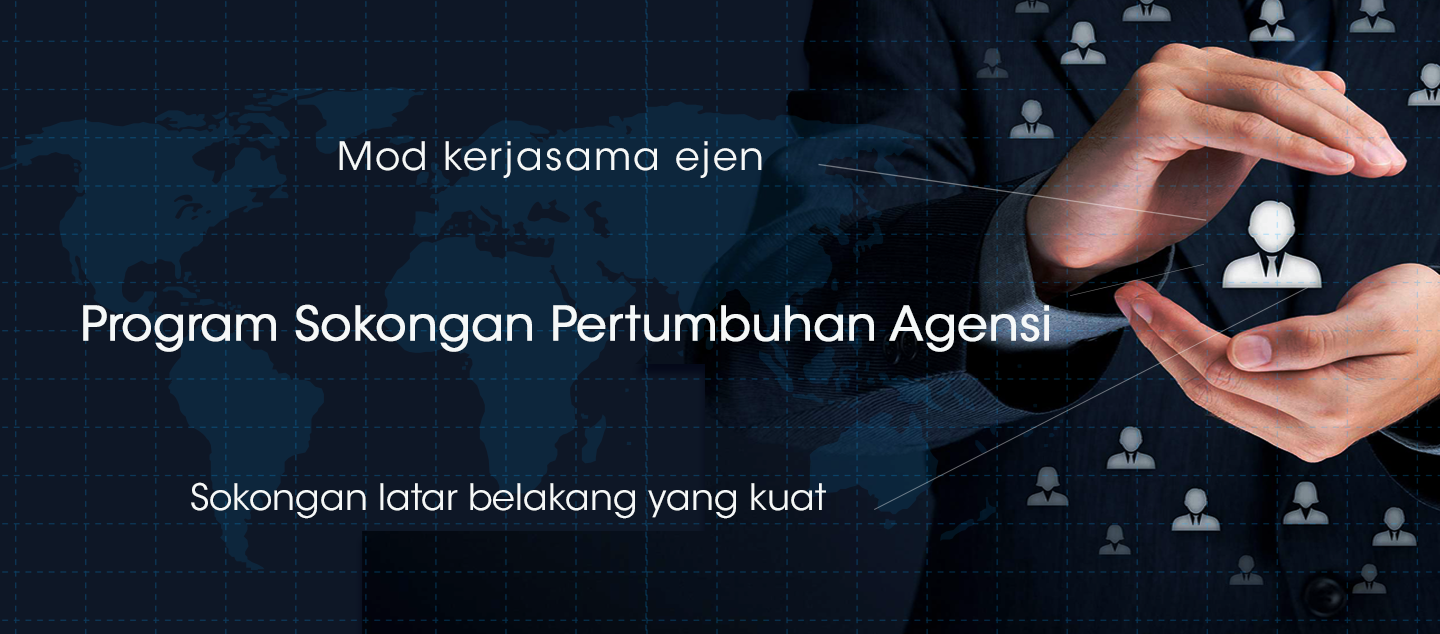 Mod kerjasama ejen
Program Sokongan Pertumbuhan Agensi
Sokongan latar belakang yang kuat